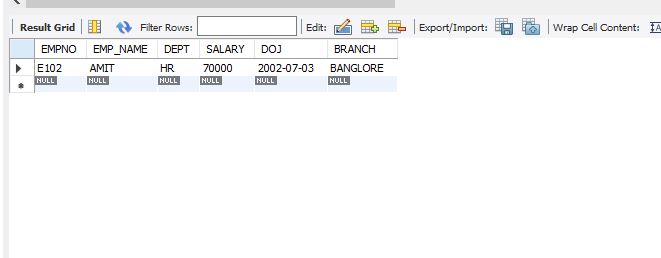 Result Grid Filter Rows: Edit: Export/Import: Wrap Cell Content:
EMPNO EMP_NAME DEPT SALARY DOJ BRANCH
E102 AMIT HR 70000 2002-07-03 BANGLORE
NULL NULL NULL NULL NULL NULL